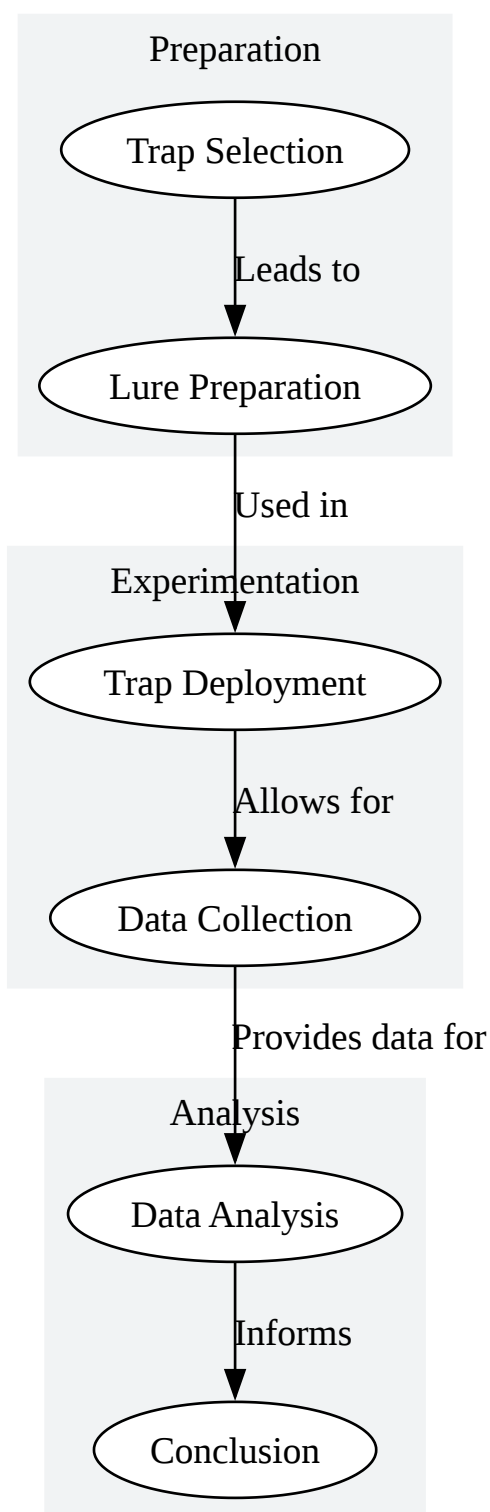 Preparation
Trap Selection
Leads to
Lure Preparation
Used in
Experimentation
Trap Deployment
Allows for
Data Collection
Provides data for
Analysis
Data Analysis
Informs
Conclusion